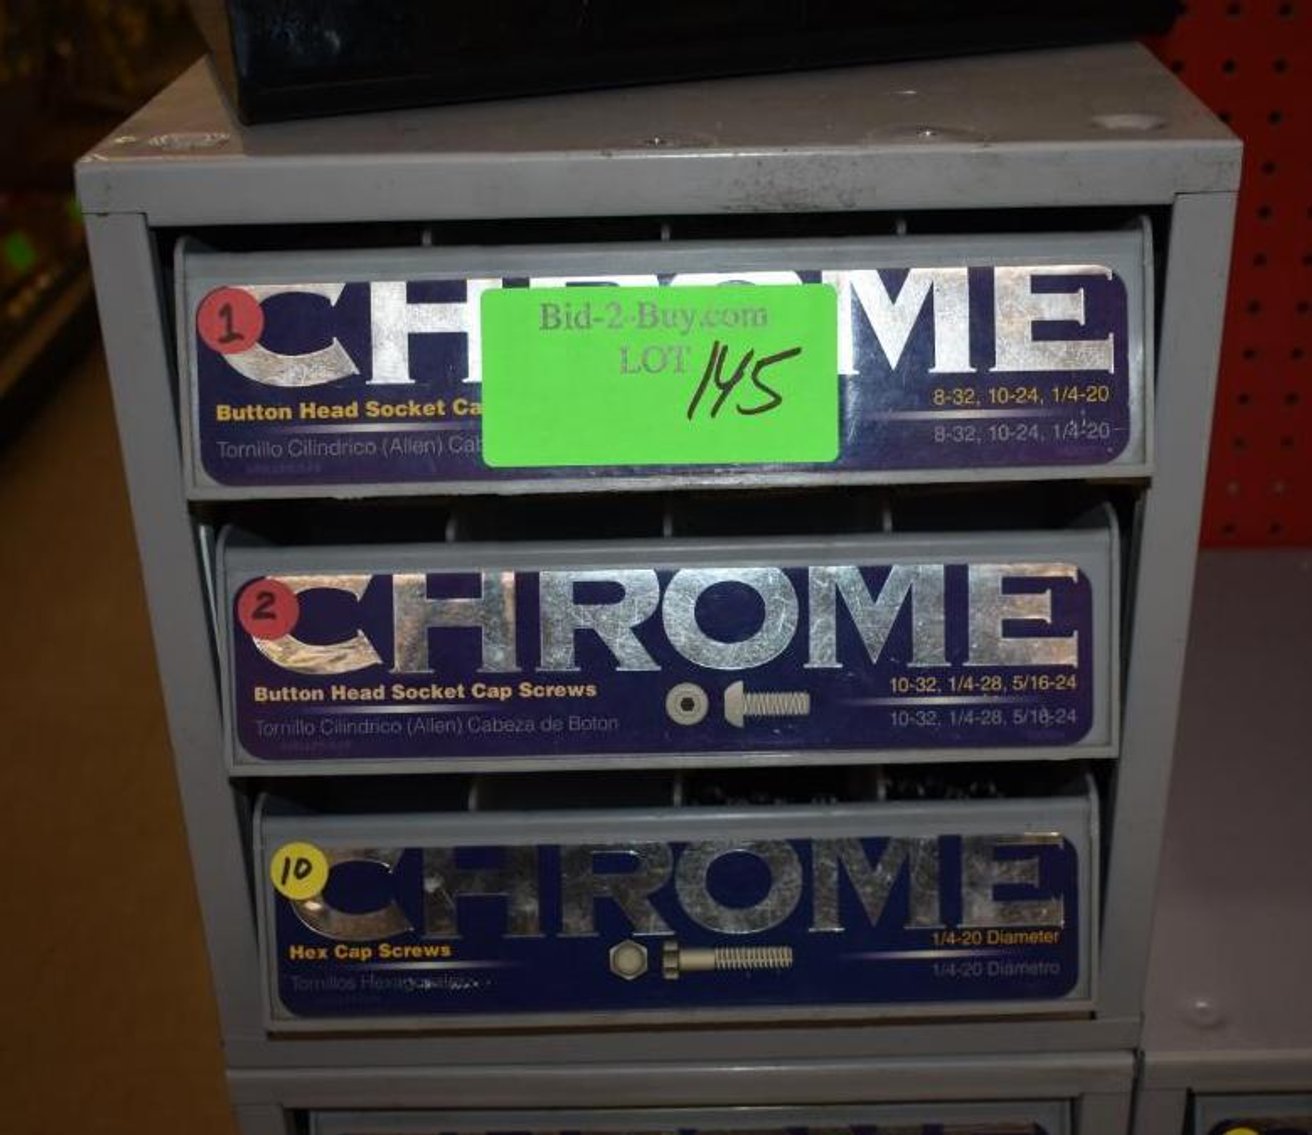 CHROME
1
Bid-2-Buy.com
LOT 145
Button Head Socket Ca
8-32, 10-24, 1/4-20
Tornillo Cilindrico (Allen) Cab
8-32, 10-24, 1/4-20
CHROME
2
Button Head Socket Cap Screws
10-32, 1/4-28, 5/16-24
Tornillo Cilindrico (Allen) Cabeza de Boton
10-32, 1/4-28, 5/16-24
CHROME
10
Hex Cap Screws
1/4-20 Diameter
Tornillos
1/4-20 Diametro